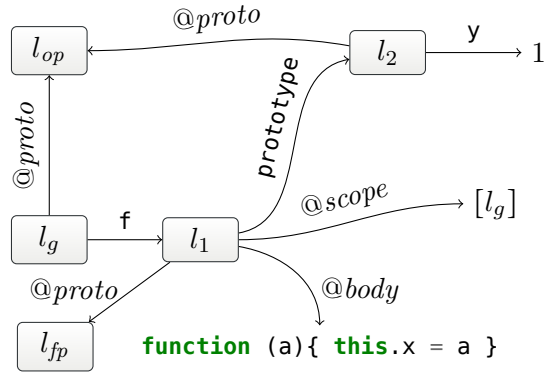 @proto
l_op
l_2
y
1
@proto
prototype
@scope
[l_g]
l_g
f
l_1
@proto
@body
l_fp
function (a){ this.x = a }